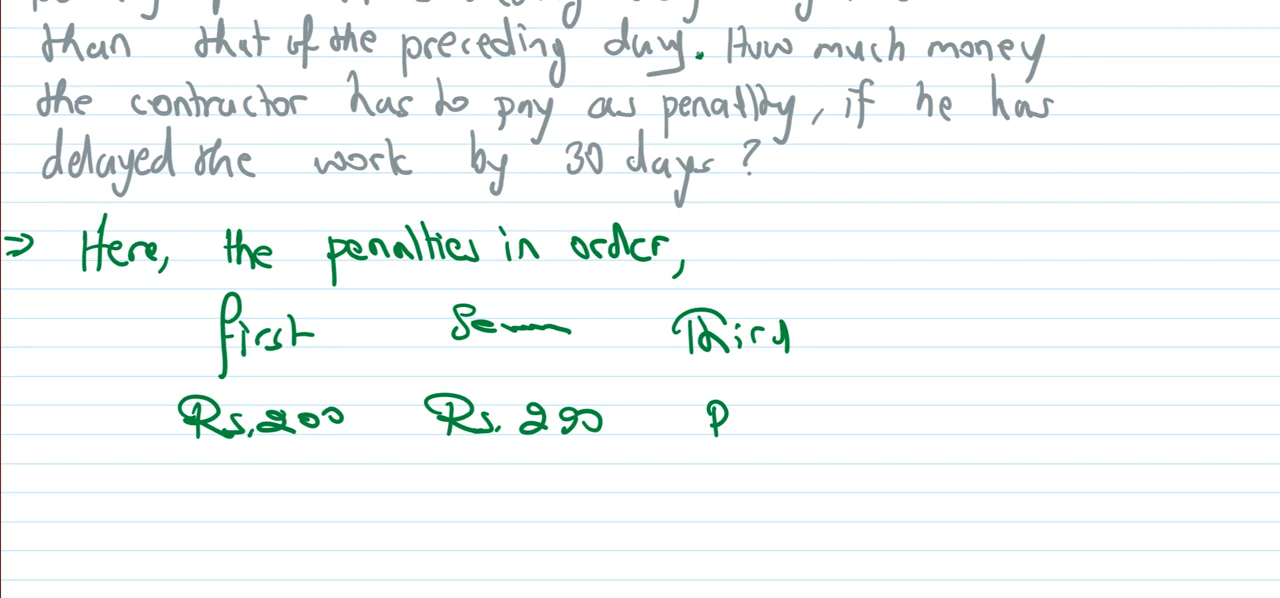 than that of the preceding day. How much money
the contractor has to pay as penallty, if he has
delayed the work by 30 days?
⇒ Here, the penalties in order,
first Third
Rs. 200 Rs. 250 P